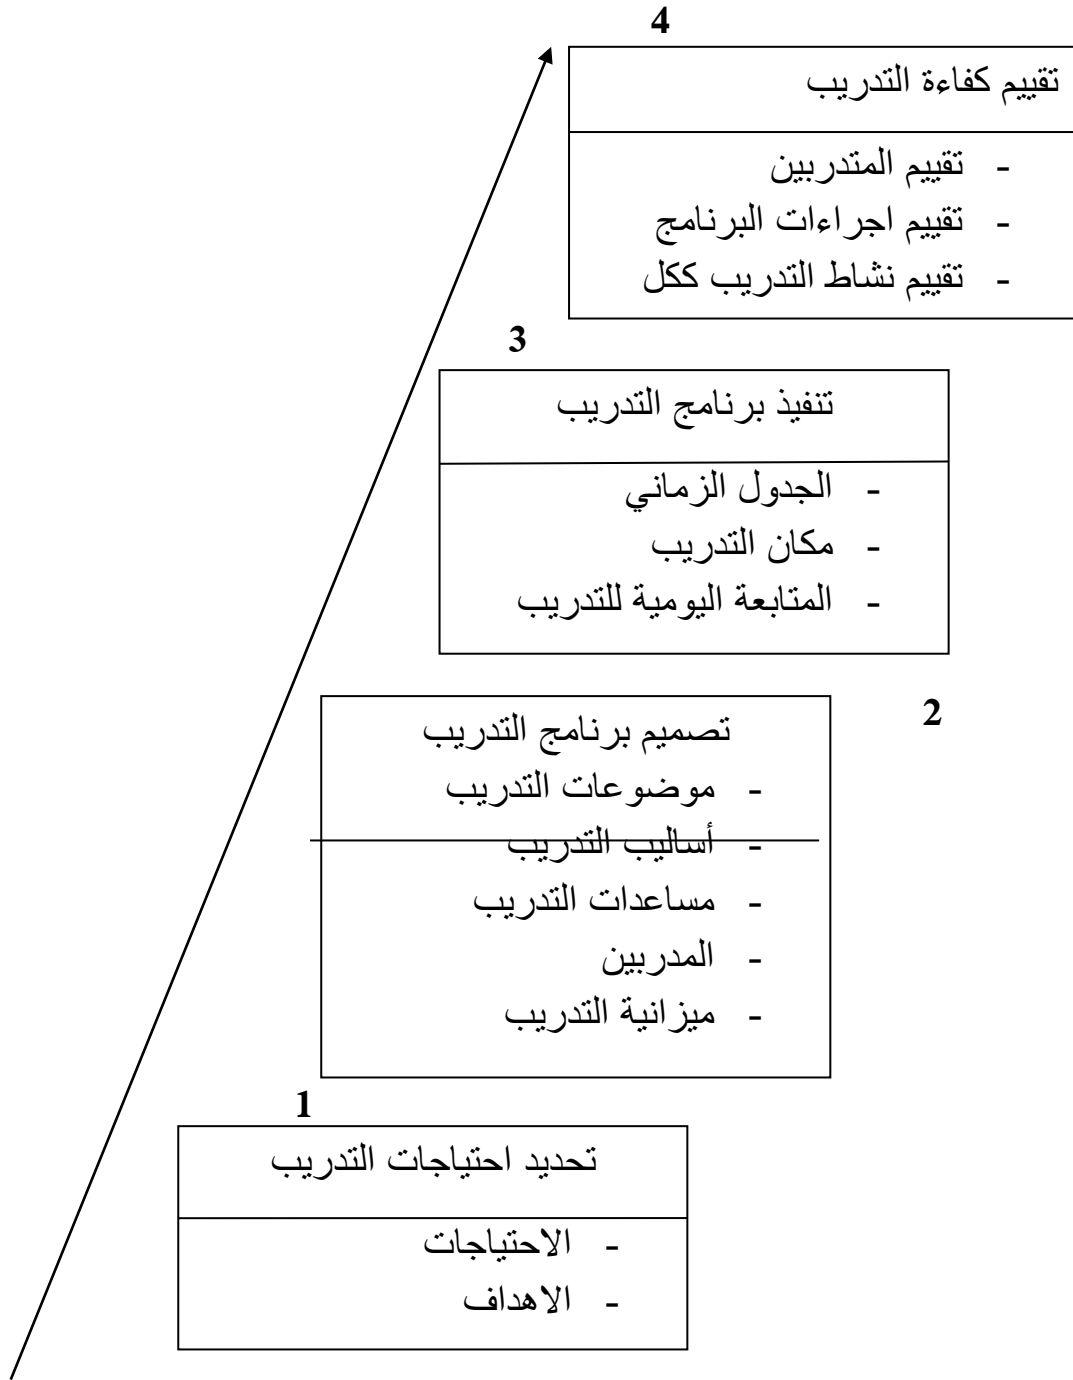 4
تقييم كفاءة التدريب
- تقييم المتدربين
- تقييم اجراءات البرنامج
- تقييم نشاط التدريب ككل
3
تنفيذ برنامج التدريب
- الجدول الزماني
- مكان التدريب
- المتابعة اليومية للتدريب
2
تصميم برنامج التدريب
- موضوعات التدريب
- أساليب التدريب
- مساعدات التدريب
- المدربين
- ميزانية التدريب
1
تحديد احتياجات التدريب
- الاحتياجات
- الاهداف